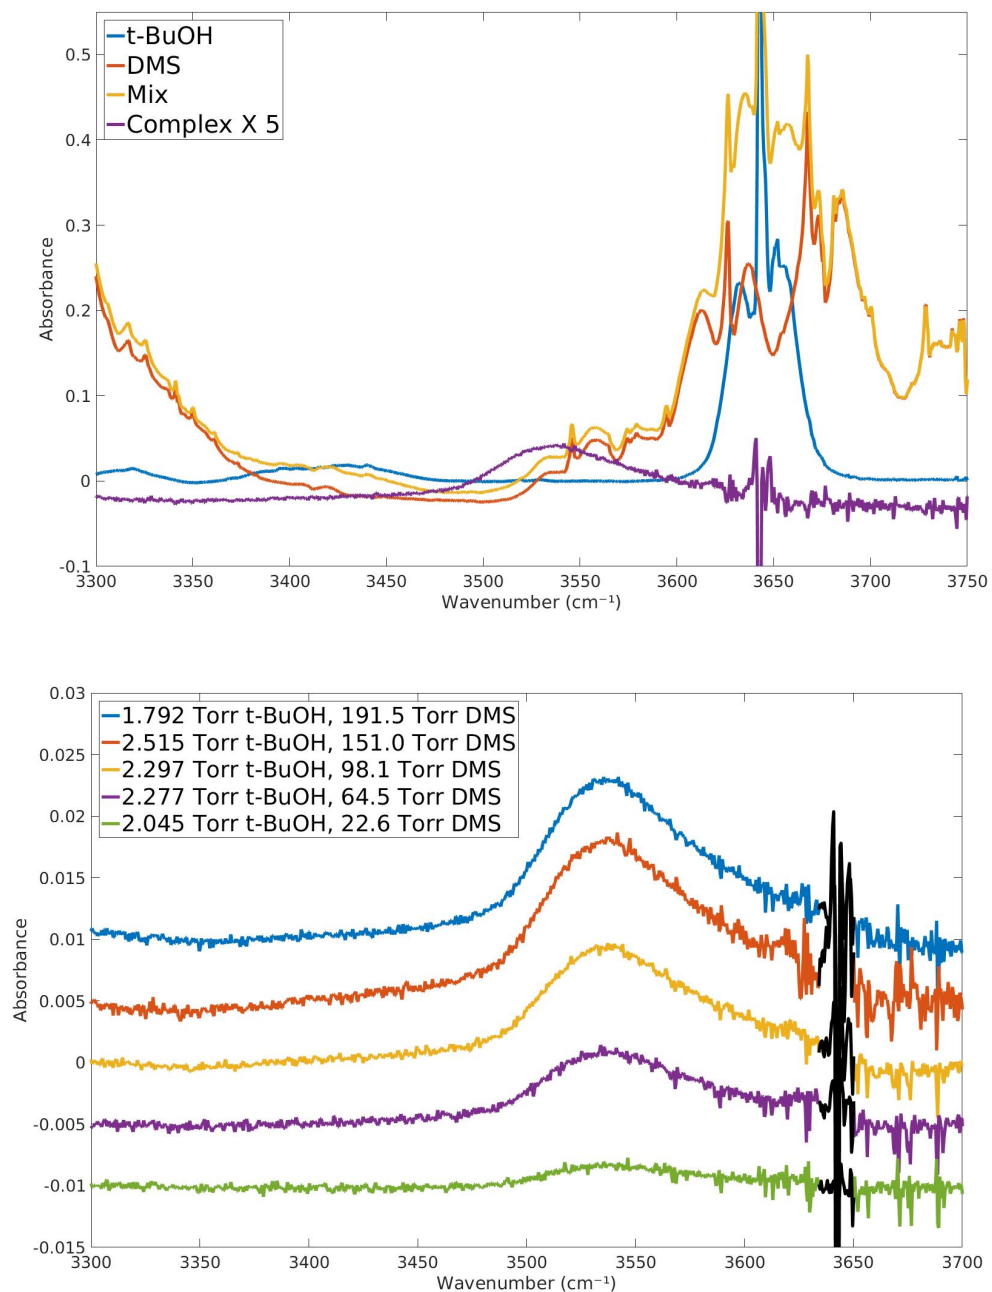 t-BuOH
DMS
Mix
Complex X 5
0.5
0.4
0.3
0.2
0.1
0
-0.1
Absorbance
3300 3350 3400 3450 3500 3550 3600 3650 3700 3750
Wavenumber (cm⁻¹)
0.03
0.025
0.02
0.015
0.01
0.005
0
-0.005
-0.01
-0.015
Absorbance
1.792 Torr t-BuOH, 191.5 Torr DMS
2.515 Torr t-BuOH, 151.0 Torr DMS
2.297 Torr t-BuOH, 98.1 Torr DMS
2.277 Torr t-BuOH, 64.5 Torr DMS
2.045 Torr t-BuOH, 22.6 Torr DMS
3300 3350 3400 3450 3500 3550 3600 3650 3700
Wavenumber (cm⁻¹)